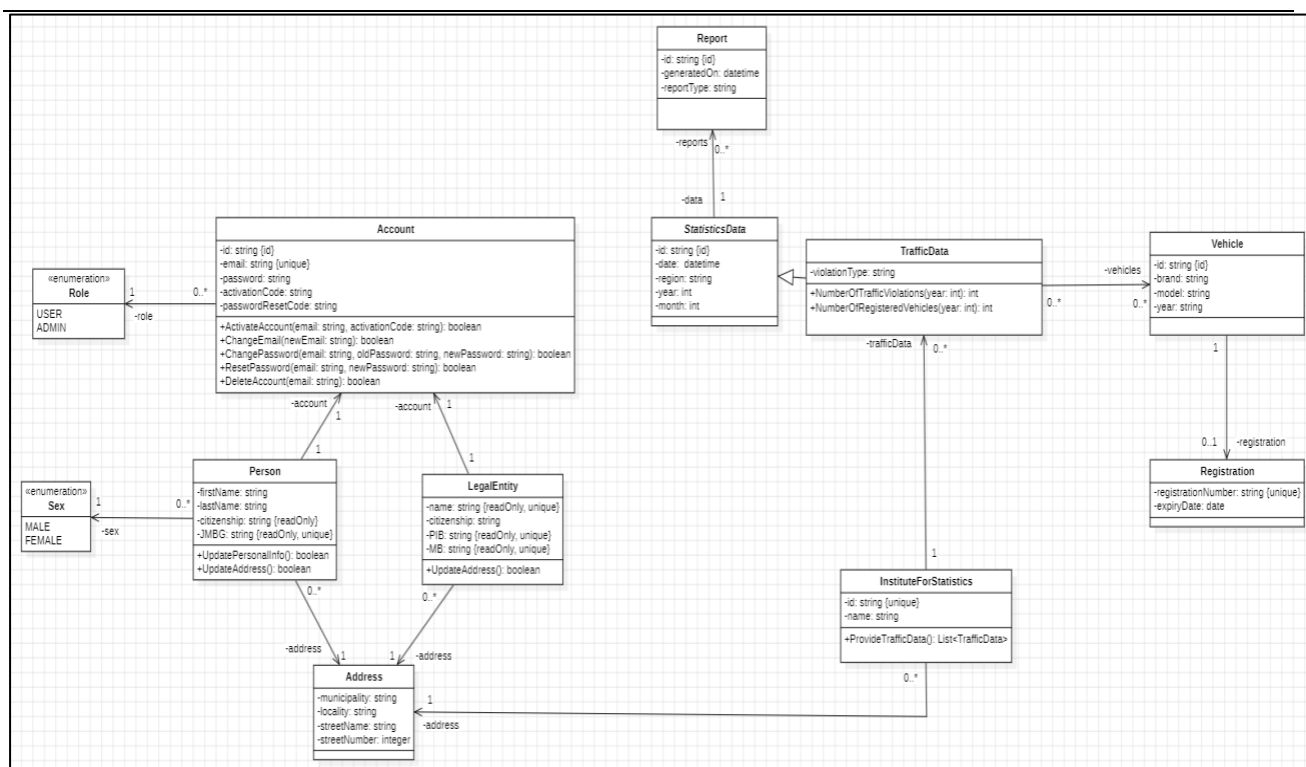 Report
-id: string {id}
-generatedOn: datetime
-reportType: string
-reports
0..*
-data
1
StatisticsData
-id: string {id}
-date: datetime
-region: string
-year: int
-month: int
TrafficData
-violationType: string
+NumberOfTrafficViolations(year: int): int
+NumberOfRegisteredVehicles(year: int): int
-vehicles
0..*
0..*
Vehicle
-id: string {id}
-brand: string
-model: string
-year: string
Account
-id: string {id}
-email: string {unique}
-password: string
-activationCode: string
-passwordResetCode: string
+ActivateAccount(email: string, activationCode: string): boolean
+ChangeEmail(newEmail: string): boolean
+ChangePassword(email: string, oldPassword: string, newPassword: string): boolean
+ResetPassword(email: string, newPassword: string): boolean
+DeleteAccount(email: string): boolean
«enumeration»
Role
USER
ADMIN
1
0..*
-role
-trafficData
0..*
1
0..1
-registration
Registration
-registrationNumber: string {unique}
-expiryDate: date
-account
1
-account
1
1
1
Person
-firstName: string
-lastName: string
-citizenship: string {readOnly}
-JMBG: string {readOnly, unique}
+UpdatePersonalInfo(): boolean
+UpdateAddress(): boolean
LegalEntity
-name: string {readOnly, unique}
-citizenship: string
-PIB: string {readOnly, unique}
-MB: string {readOnly, unique}
+UpdateAddress(): boolean
«enumeration»
Sex
MALE
FEMALE
1
0..*
-sex
1
InstituteForStatistics
-id: string {unique}
-name: string
+ProvideTrafficData(): List<TrafficData>
0..*
0..*
0..*
-address
1
1
-address
Address
-municipality: string
-locality: string
-streetName: string
-streetNumber: integer
1
-address